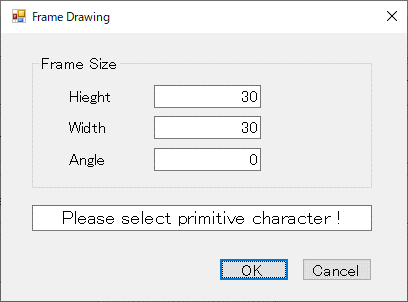 Frame Drawing
Frame Size
Hieght 30
Width 30
Angle 0
Please select primitive character !
OK Cancel